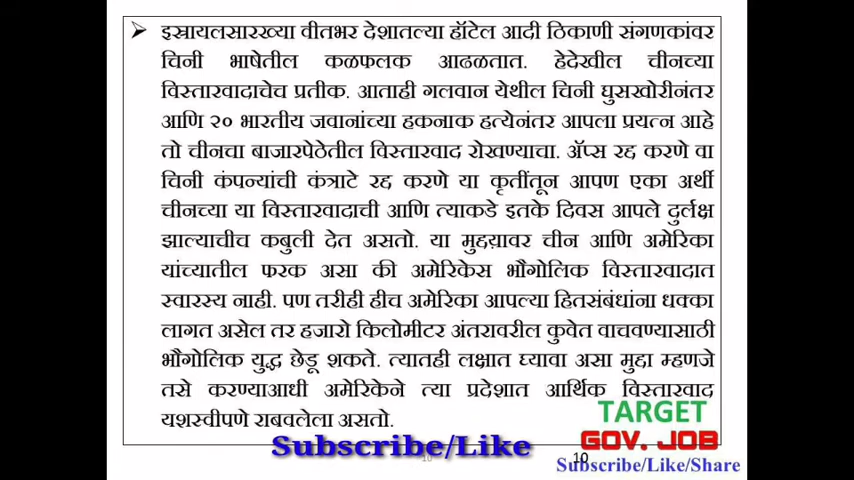 ➢ इस्रायलसारख्या वीतभर देशातल्या हॉटेल आदी ठिकाणी संगणकांवर
चिनी भाषेतील कळफलक आढळतात. हेदेखील चीनच्या
विस्तारवादाचेच प्रतीक. आताही गलवान येथील चिनी घुसखोरीनंतर
आणि २० भारतीय जवानांच्या हकनाक हत्येनंतर आपला प्रयत्न आहे
तो चीनचा बाजारपेठेतील विस्तारवाद रोखण्याचा. ॲप्स रद्द करणे वा
चिनी कंपन्यांची कंत्राटे रद्द करणे या कृतींतून आपण एका अर्थी
चीनच्या या विस्तारवादाची आणि त्याकडे इतके दिवस आपले दुर्लक्ष
झाल्याचीच कबुली देत असतो. या मुद्द्यावर चीन आणि अमेरिका
यांच्यातील फरक असा की अमेरिकेस भौगोलिक विस्तारवादात
स्वारस्य नाही. पण तरीही हीच अमेरिका आपल्या हितसंबंधांना धक्का
लागत असेल तर हजारो किलोमीटर अंतरावरील कुवेत वाचवण्यासाठी
भौगोलिक युद्ध छेडू शकते. त्यातही लक्षात घ्यावा असा मुद्दा म्हणजे
तसे करण्याआधी अमेरिकेने त्या प्रदेशात आर्थिक विस्तारवाद
यशस्वीपणे राबवलेला असतो.
TARGET
GOV. JOB
Subscribe/Like
10
10
Subscribe/Like/Share